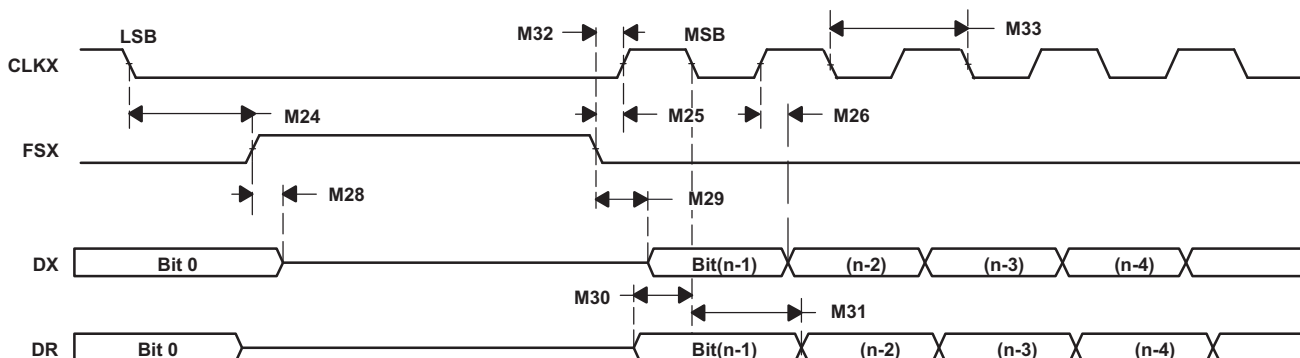 LSB M32 MSB M33
CLKX
M24 M25 M26
FSX
M28 M29
DX Bit 0 Bit(n-1) (n-2) (n-3) (n-4)
M30 M31
DR Bit 0 Bit(n-1) (n-2) (n-3) (n-4)